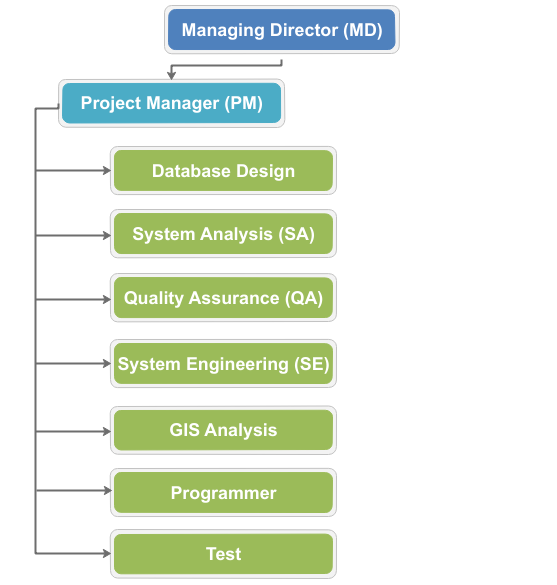 Managing Director (MD)
Project Manager (PM)
Database Design
System Analysis (SA)
Quality Assurance (QA)
System Engineering (SE)
GIS Analysis
Programmer
Test